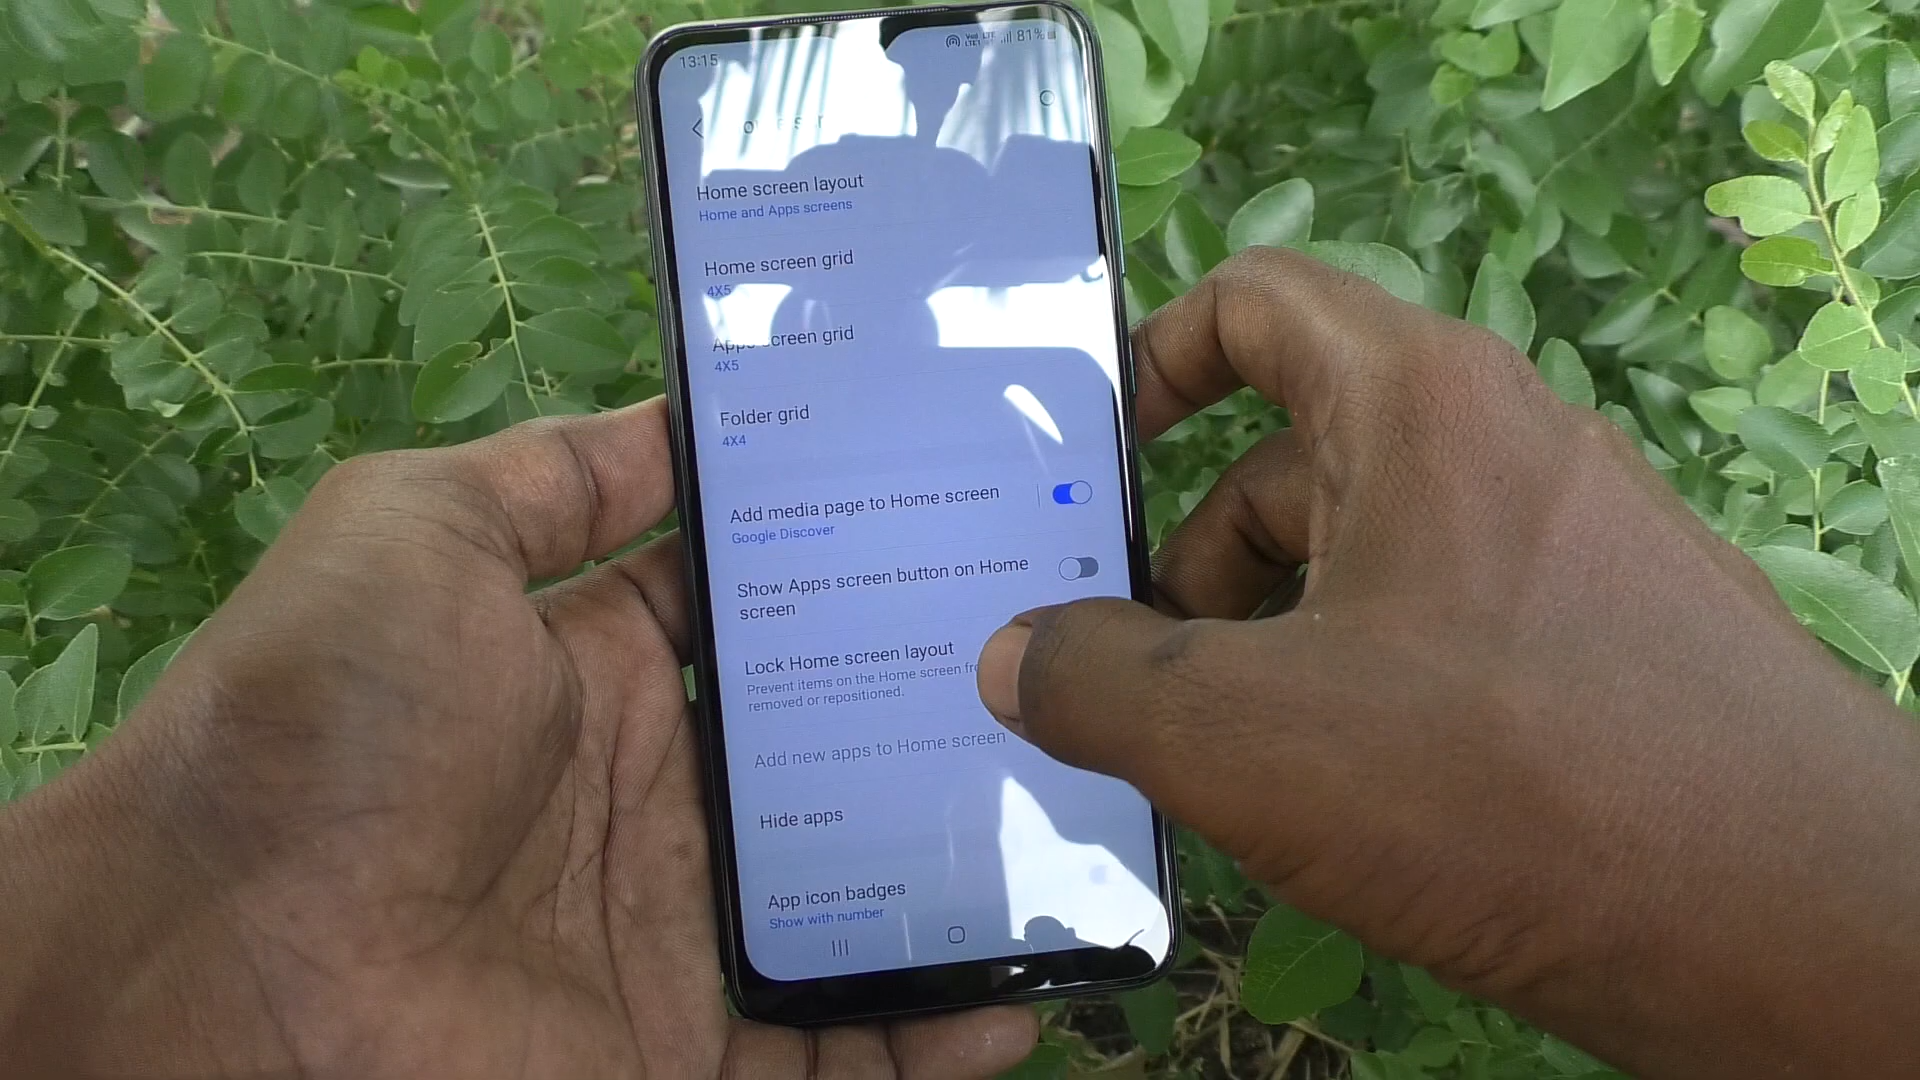 13:15
81%
Home screen layout
Home and Apps screens
Home screen grid
4X5
Apps screen grid
4X5
Folder grid
4X4
Add media page to Home screen
Google Discover
Show Apps screen button on Home
screen
Lock Home screen layout
Prevent items on the Home screen
removed or repositioned.
Add new apps to Home screen
Hide apps
App icon badges
Show with number